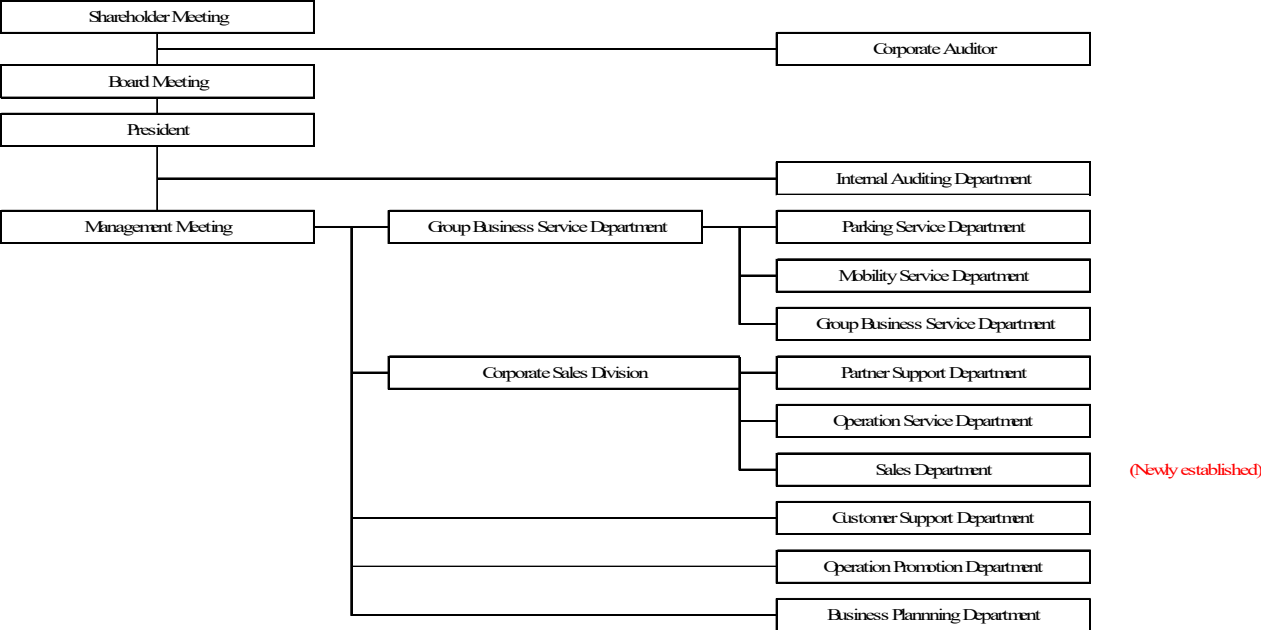 Shareholder Meeting
Corporate Auditor
Board Meeting
President
Internal Auditing Department
Management Meeting
Group Business Service Department
Parking Service Department
Mobility Service Department
Group Business Service Department
Corporate Sales Division
Partner Support Department
Operation Service Department
Sales Department
(Newly established)
Customer Support Department
Operation Promotion Department
Business Plannning Department